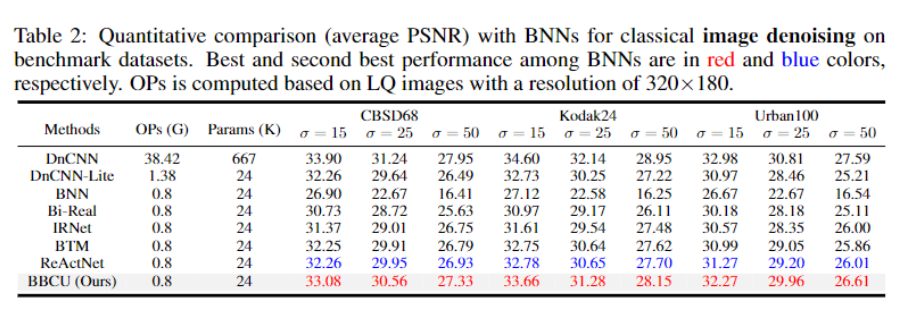 Table 2: Quantitative comparison (average PSNR) with BNNs for classical image denoising on
benchmark datasets. Best and second best performance among BNNs are in red and blue colors,
respectively. OPs is computed based on LQ images with a resolution of 320×180.
Methods OPs (G) Params (K) CBSD68 Kodak24 Urban100
σ = 15 σ = 25 σ = 50 σ = 15 σ = 25 σ = 50 σ = 15 σ = 25 σ = 50
DnCNN 38.42 667 33.90 31.24 27.95 34.60 32.14 28.95 32.98 30.81 27.59
DnCNN-Lite 1.38 24 32.26 29.64 26.49 32.73 30.25 27.22 30.97 28.46 25.21
BNN 0.8 24 26.90 22.67 16.41 27.12 22.58 16.25 26.67 22.67 16.54
Bi-Real 0.8 24 30.73 28.72 25.63 30.97 29.17 26.11 30.18 28.18 25.11
IRNet 0.8 24 31.37 29.01 26.75 31.61 29.54 27.48 30.57 28.35 26.00
BTM 0.8 24 32.25 29.91 26.79 32.75 30.64 27.62 30.99 29.05 25.86
ReActNet 0.8 24 32.26 29.95 26.93 32.78 30.65 27.70 31.27 29.20 26.01
BBCU (Ours) 0.8 24 33.08 30.56 27.33 33.66 31.28 28.15 32.27 29.96 26.61